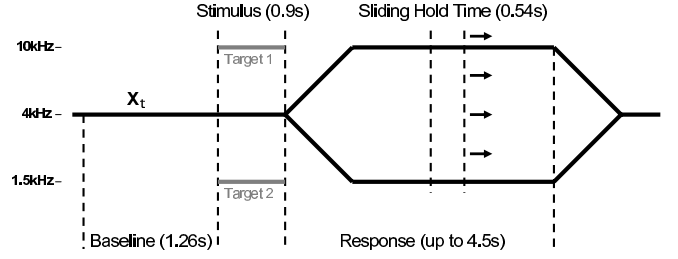 Stimulus (0.9s) Sliding Hold Time (0.54s)
10kHz
Target 1
Xt
4kHz
1.5kHz
Target 2
Baseline (1.26s) Response (up to 4.5s)